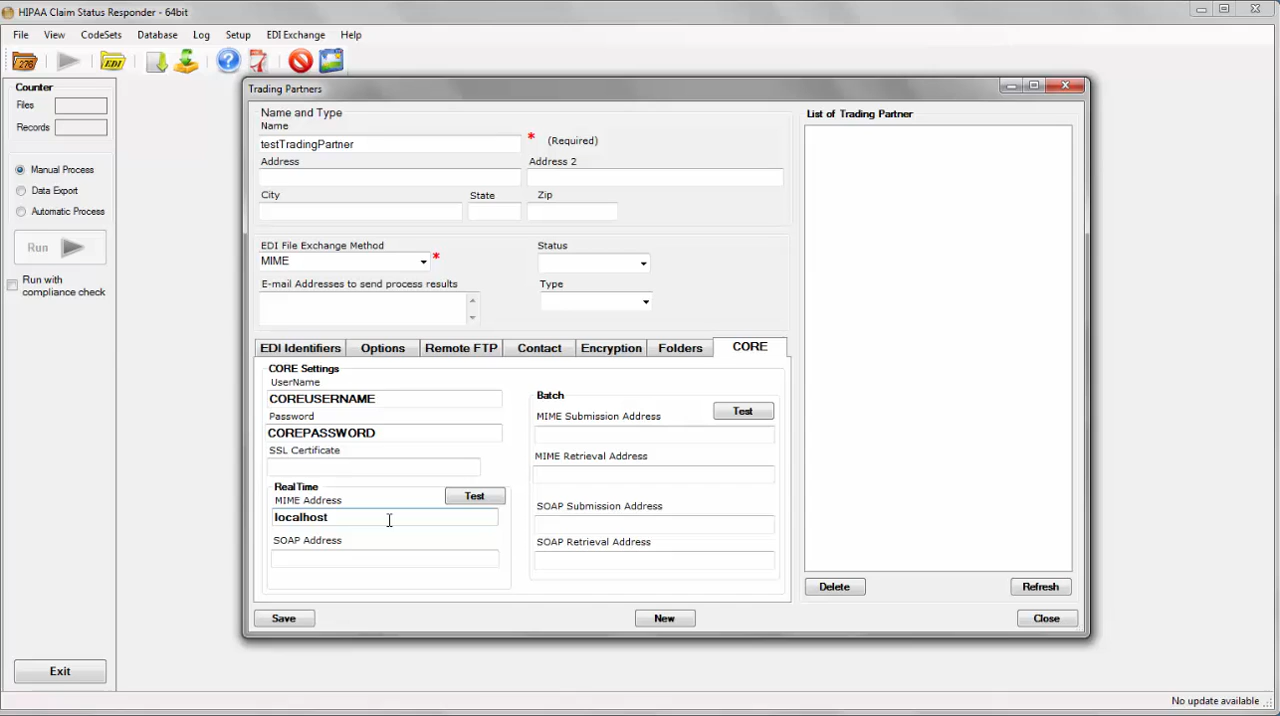 HIPAA Claim Status Responder - 64bit
File View CodeSets Database Log Setup EDI Exchange Help
276 EDI
Counter
Files
Records
Manual Process
Data Export
Automatic Process
Run
Run with
compliance check
Exit
Trading Partners
Name and Type
Name
testTradingPartner * (Required)
Address Address 2
City State Zip
EDI File Exchange Method Status
MIME *
E-mail Addresses to send process results Type
EDI Identifiers Options Remote FTP Contact Encryption Folders CORE
CORE Settings
UserName
COREUSERNAME
Password
COREPASSWORD
SSL Certificate
RealTime
MIME Address Test
localhost
SOAP Address
Batch
MIME Submission Address Test
MIME Retrieval Address
SOAP Submission Address
SOAP Retrieval Address
Save New
List of Trading Partner
Delete Refresh
Close
No update available